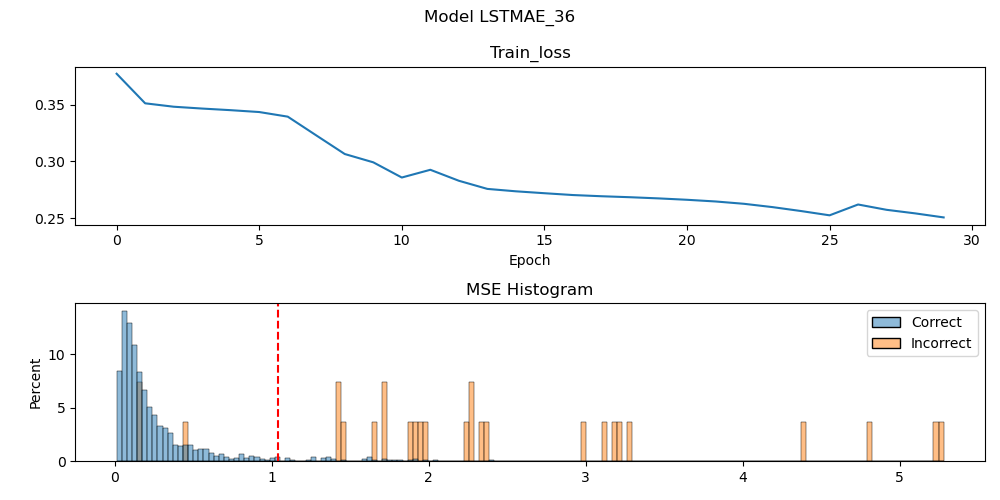 Model LSTMAE_36
Train_loss
0.35
0.30
0.25
0 5 10 15 20 25 30
Epoch
MSE Histogram
Correct
Incorrect
Percent
10
5
0
0 1 2 3 4 5